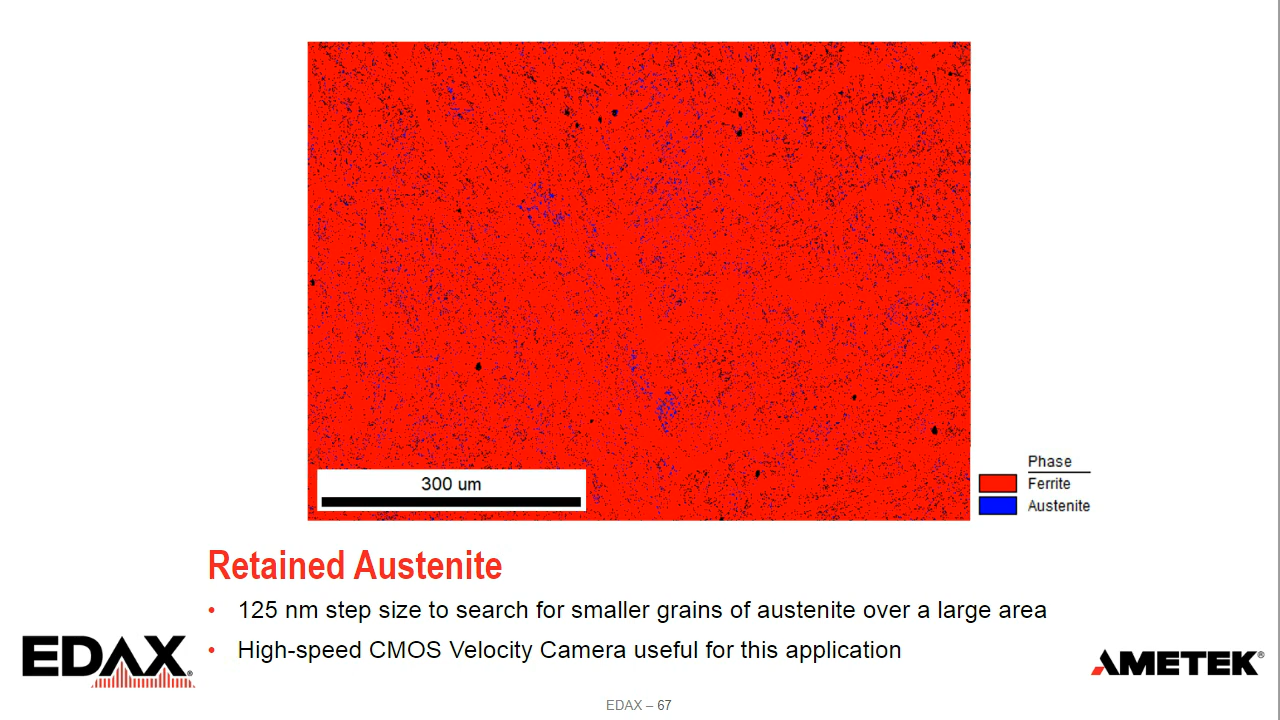 300 um
Phase
Ferrite
Austenite
Retained Austenite
• 125 nm step size to search for smaller grains of austenite over a large area
• High-speed CMOS Velocity Camera useful for this application
EDAX®
AMETEK®
EDAX – 67